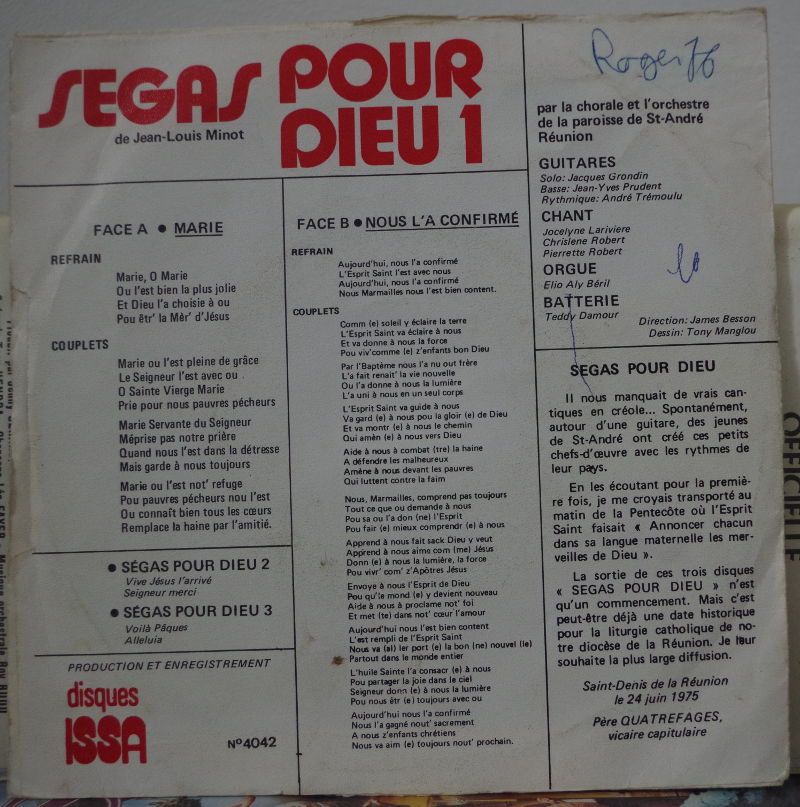 SEGAS POUR
DIEU 1
de Jean-Louis Minot
FACE A ● MARIE
REFRAIN
Marie, O Marie
Ou l'est bien la plus jolie
Et Dieu l'a choisie à ou
Pou êtr' la Mêr' d'Jésus
COUPLETS
Marie ou l'est pleine de grâce
Le Seigneur l'est avec ou
O Sainte Vierge Marie
Prie pour nous pauvres pécheurs
Marie Servante du Seigneur
Méprise pas notre prière
Quand nous l'est dans la détresse
Mais garde à nous toujours
Marie ou l'est not' refuge
Pou pauvres pécheurs nou l'est
Ou connaît bien tous les cœurs
Remplace la haine par l'amitié.
● SÉGAS POUR DIEU 2
Vive Jésus l'arrivé
Seigneur merci
● SÉGAS POUR DIEU 3
Voilà Pâques
Alleluia
PRODUCTION ET ENREGISTREMENT
disques
ISSA
N°4042
FACE B ● NOUS L'A CONFIRMÉ
REFRAIN
Aujourd'hui, nous l'a confirmé
L'Esprit Saint l'est avec nous
Aujourd'hui, nous l'a confirmé
Nous Marmailles nous l'est bien content.
COUPLETS
Comm (e) soleil y éclaire la terre
L'Esprit Saint va éclaire à nous
Et va donne à nous la force
Pou viv'comme (e) z'enfants bon Dieu
Par l'Baptème nous l'a nu out frère
L'a fait renait' la vie nouvelle
Ou l'a donne à nous la lumière
L'a uni à nous en un seul corps
L'Esprit Saint va guide à nous
Va gard (e) à nous pou la gloir (e) de Dieu
Et va montr (e) à nous le chemin
Qui amèn (e) à nous vers Dieu
Aide à nous à combat (tre) la haine
A défendre les malheureux
Amène à nous devant les pauvres
Qui luttent contre la faim
Nous, Marmailles, comprend pas toujours
Tout ce que ou demande à nous
Pou sa ou l'a don (ne) l'Esprit
Pou fair (e) mieux comprendr (e) à nous
Apprend à nous fait sack Dieu y veut
Apprend à nous aime com (me) Jésus
Donn (e) à nous la lumière, la force
Pou vivr' com' z'Apôtres Jésus
Envoye à nous l'Esprit de Dieu
Pou qu'le mond (e) y devient nouveau
Aide à nous à proclame not' foi
Et met (te) dans not' cœur l'amour
Aujourd'hui nous l'est bien content
L'est rempli de l'Esprit Saint
Nous va (al) ler port (e) la bon (ne) nouvel (le)
Partout dans le monde entier
L'huile Sainte l'a consacr (e) à nous
Pou partager la joie dans le ciel
Seigneur donn (e) à nous la lumière
Pou nous êtr (e) toujours avec ou
Aujourd'hui nous l'a confirmé
Nous l'a gagné nout' sacrement
A nous z'enfants chrétiens
Nous va aim (e) toujours nout' prochain.
Roger 76
par la chorale et l'orchestre
de la paroisse de St-André
Réunion
GUITARES
Solo: Jacques Grondin
Basse: Jean-Yves Prudent
Rythmique: André Trémoulu
CHANT
Jocelyne Lariviere
Chrislene Robert
Pierrette Robert
ORGUE
Elio Aly Béril
BATTERIE
Teddy Damour
Direction: James Besson
Dessin: Tony Manglou
SEGAS POUR DIEU
Il nous manquait de vrais can-
tiques en créole... Spontanément,
autour d'une guitare, des jeunes
de St-André ont créé ces petits
chefs-d'œuvre avec les rythmes de
leur pays.
En les écoutant pour la premiè-
re fois, je me croyais transporté au
matin de la Pentecôte où l'Esprit
Saint faisait « Annoncer chacun
dans sa langue maternelle les mer-
veilles de Dieu ».
La sortie de ces trois disques
« SEGAS POUR DIEU » n'est
qu'un commencement. Mais c'est
peut-être déjà une date historique
pour la liturgie catholique de no-
tre diocèse de la Réunion. Je leur
souhaite la plus large diffusion.
Saint-Denis de la Réunion
le 24 juin 1975
Père QUATREFAGES,
vicaire capitulaire
OFFICIELLE